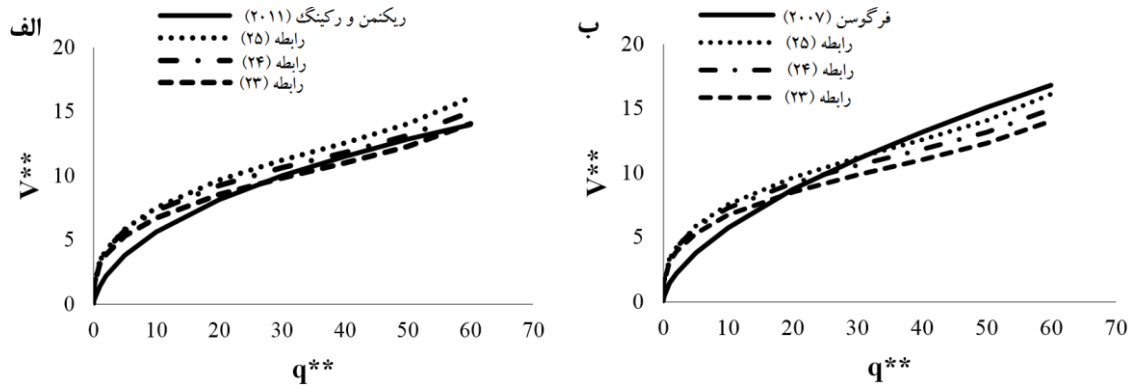 الف
ریکنمن و رکینگ (۲۰۱۱)
رابطه (۲۵)
رابطه (۲۴)
رابطه (۲۳)
20
15
10
5
0
V**
0 10 20 30 40 50 60 70
q**
ب
فرگوسن (۲۰۰۷)
رابطه (۲۵)
رابطه (۲۴)
رابطه (۲۳)
20
15
10
5
0
V**
0 10 20 30 40 50 60 70
q**